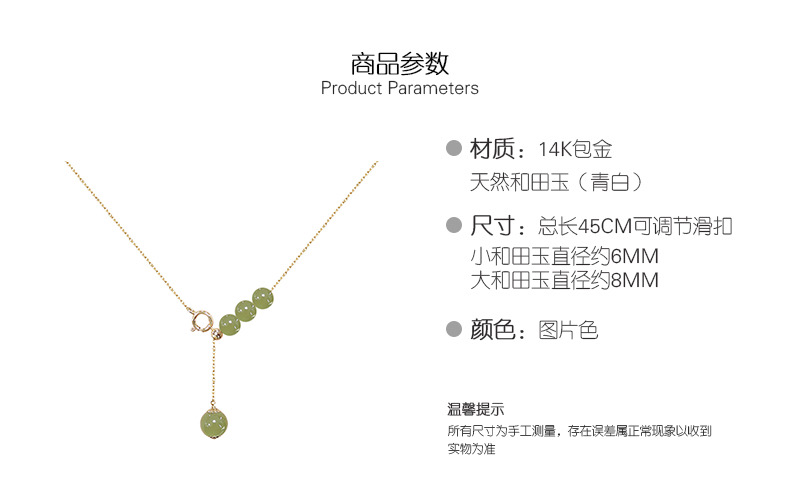 商品参数
Product Parameters
材质：14K包金
天然和田玉（青白）
尺寸：总长45CM可调节滑扣
小和田玉直径约6MM
大和田玉直径约8MM
颜色：图片色
温馨提示
所有尺寸为手工测量，存在误差属正常现象以收到
实物为准